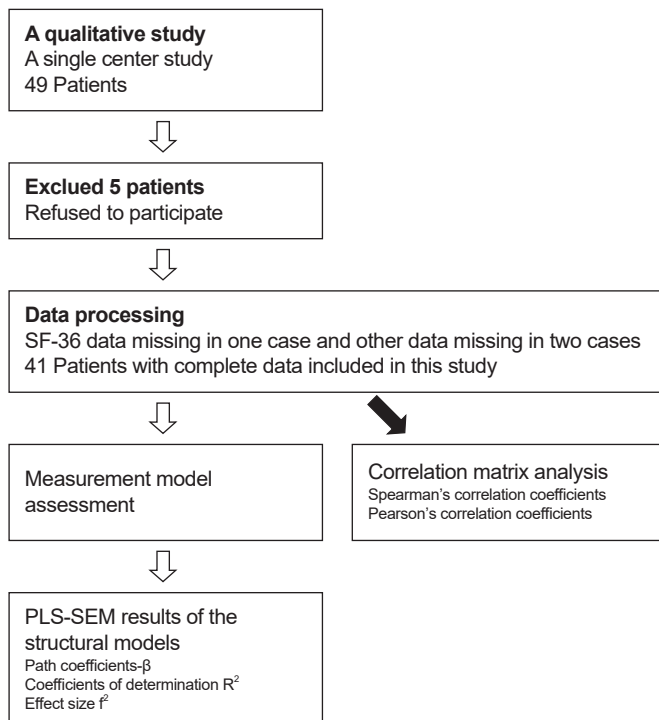 A qualitative study
A single center study
49 Patients
Exclued 5 patients
Refused to participate
Data processing
SF-36 data missing in one case and other data missing in two cases
41 Patients with complete data included in this study
Measurement model
assessment
Correlation matrix analysis
Spearman's correlation coefficients
Pearson's correlation coefficients
PLS-SEM results of the
structural models
Path coefficients-β
Coefficients of determination R²
Effect size f²